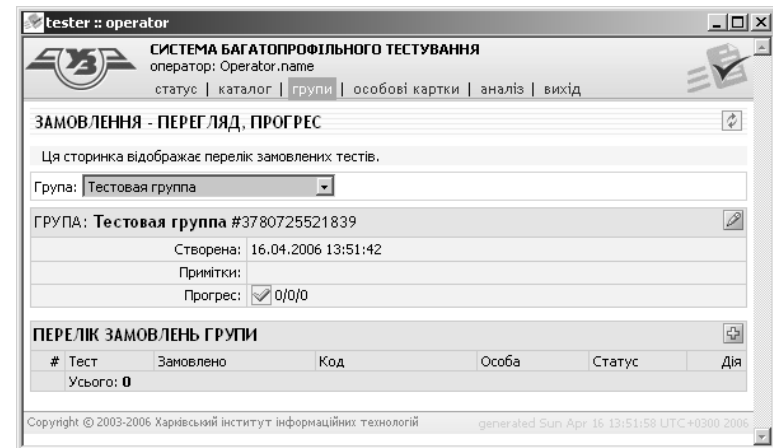 tester :: operator
СИСТЕМА БАГАТОПРОФІЛЬНОГО ТЕСТУВАННЯ
оператор: Operator.name
статус | каталог | групи | особові картки | аналіз | вихід
УЗ
ЗАМОВЛЕННЯ - ПЕРЕГЛЯД, ПРОГРЕС
Ця сторинка відображає перелік замовлених тестів.
Група: Тестовая группа
ГРУПА: Тестовая группа #3780725521839
Створена: 16.04.2006 13:51:42
Примітки:
Прогрес: 0/0/0
ПЕРЕЛІК ЗАМОВЛЕНЬ ГРУПИ
# Тест Замовлено Код Особа Статус Дія
Усього: 0
Copyright © 2003-2006 Харківський інститут інформаційних технологій generated Sun Apr 16 13:51:58 UTC+0300 2006